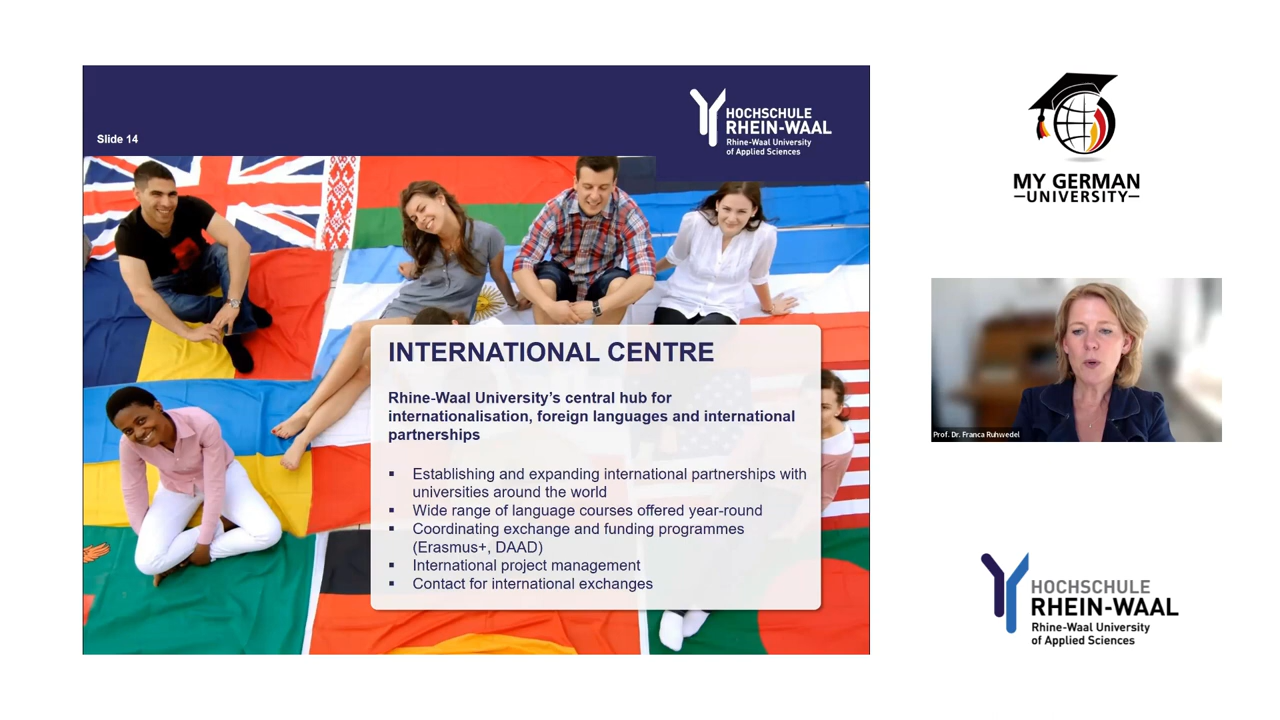 Slide 14
HOCHSCHULE
RHEIN-WAAL
Rhine-Waal University
of Applied Sciences
INTERNATIONAL CENTRE
Rhine-Waal University’s central hub for
internationalisation, foreign languages and international
partnerships
▪ Establishing and expanding international partnerships with
universities around the world
▪ Wide range of language courses offered year-round
▪ Coordinating exchange and funding programmes
(Erasmus+, DAAD)
▪ International project management
▪ Contact for international exchanges
MY GERMAN
UNIVERSITY
Prof. Dr. Franca Ruhwedel
HOCHSCHULE
RHEIN-WAAL
Rhine-Waal University
of Applied Sciences